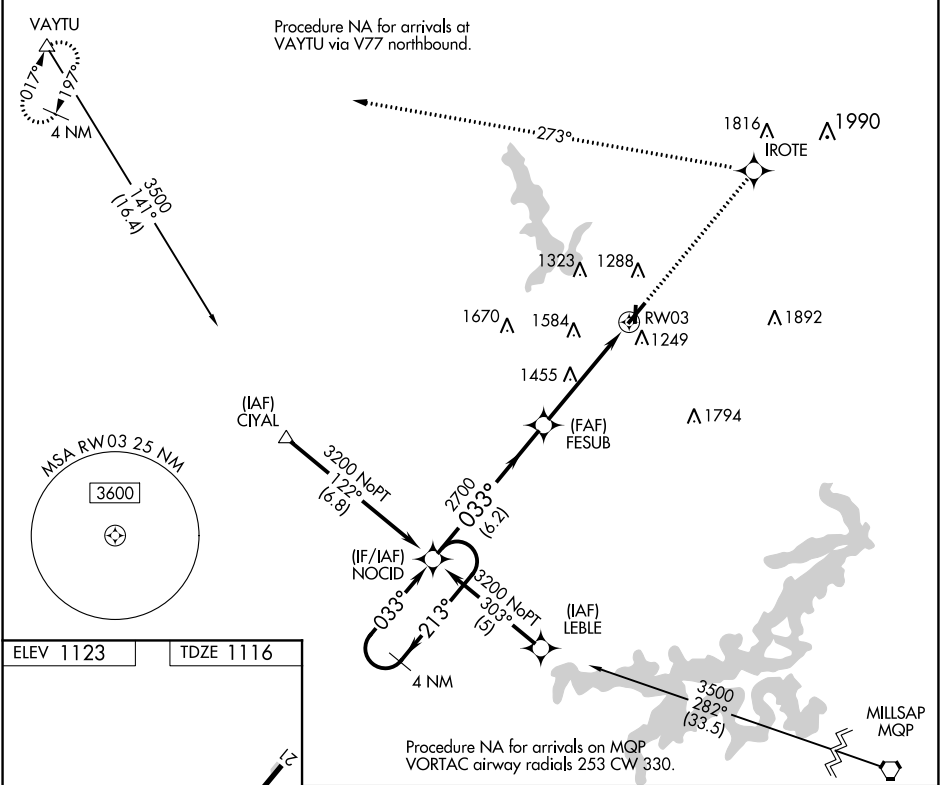 VAYTU
017°
197°
4 NM
Procedure NA for arrivals at
VAYTU via V77 northbound.
3500
141°
(16.4)
273°
1816
1990
IROTE
1323
1288
1670
1584
RW03
1249
1892
1455
1794
(IAF)
CIYAL
(FAF)
FESUB
3200 NoPT
122°
(6.8)
2700
033°
(6.2)
MSA RW03 25 NM
3600
(IF/IAF)
NOCID
033°
213°
4 NM
3200 NoPT
303°
(5)
(IAF)
LEBLE
3500
282°
(33.5)
MILLSAP
MQP
ELEV 1123
TDZE 1116
Procedure NA for arrivals on MQP
VORTAC airway radials 253 CW 330.
21